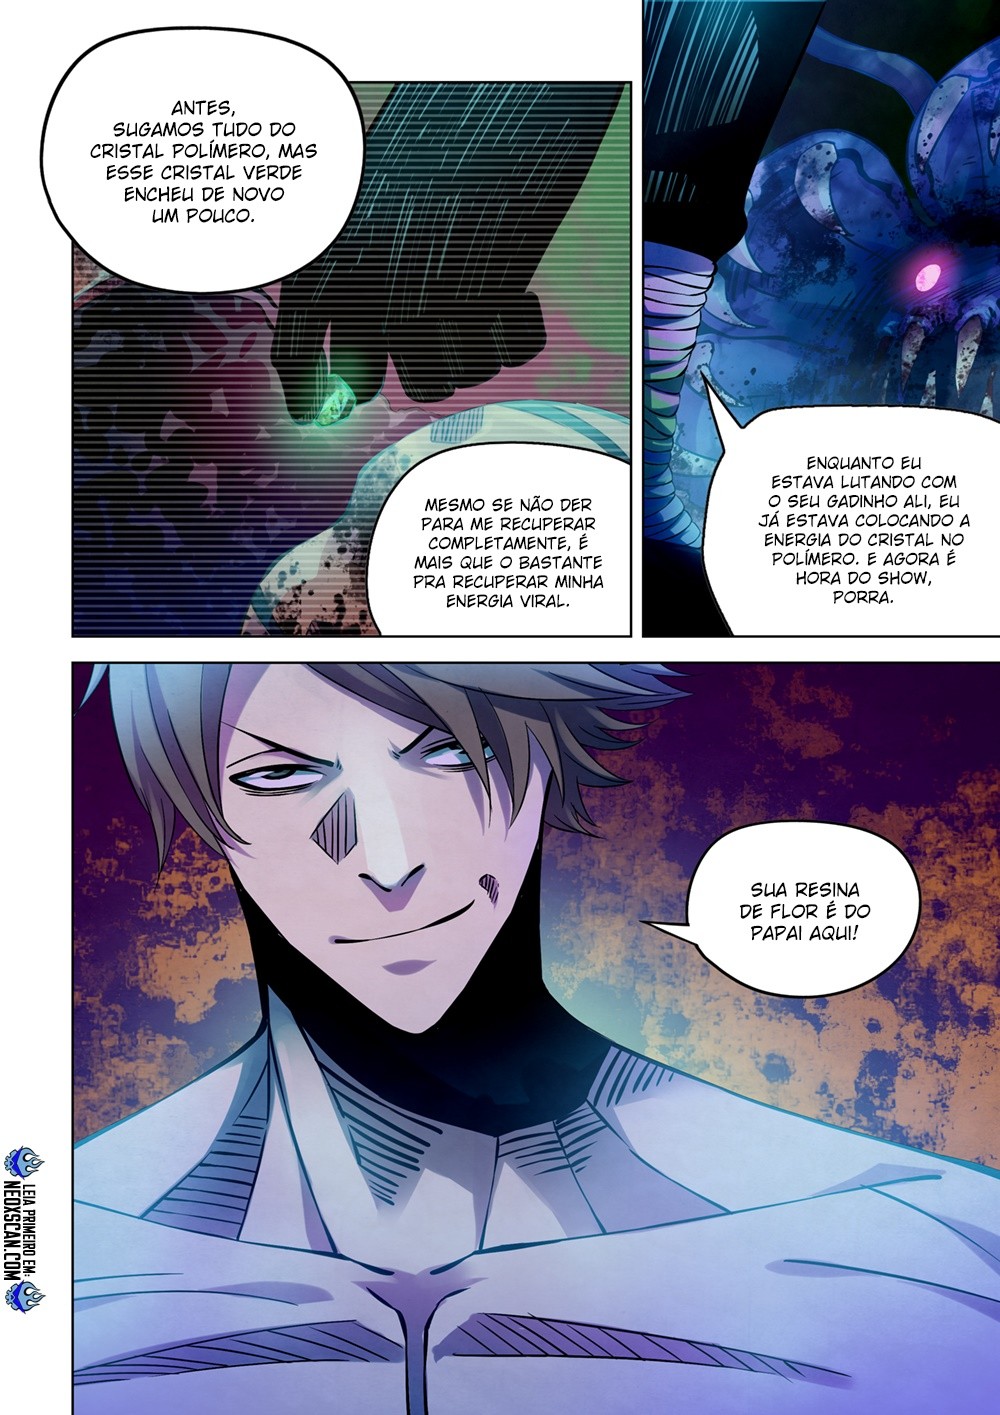 ANTES,
SUGAMOS TUDO DO
CRISTAL POLÍMERO, MAS
ESSE CRISTAL VERDE
ENCHEU DE NOVO
UM POUCO.
MESMO SE NÃO DER
PARA ME RECUPERAR
COMPLETAMENTE, É
MAIS QUE O BASTANTE
PRA RECUPERAR MINHA
ENERGIA VIRAL.
ENQUANTO EU
ESTAVA LUTANDO COM
O SEU GADINHO ALI, EU
JÁ ESTAVA COLOCANDO A
ENERGIA DO CRISTAL NO
POLÍMERO. E AGORA É
HORA DO SHOW,
PORRA.
SUA RESINA
DE FLOR É DO
PAPAI AQUI!
LEIA PRIMEIRO EM:
NEOXSCAN.COM